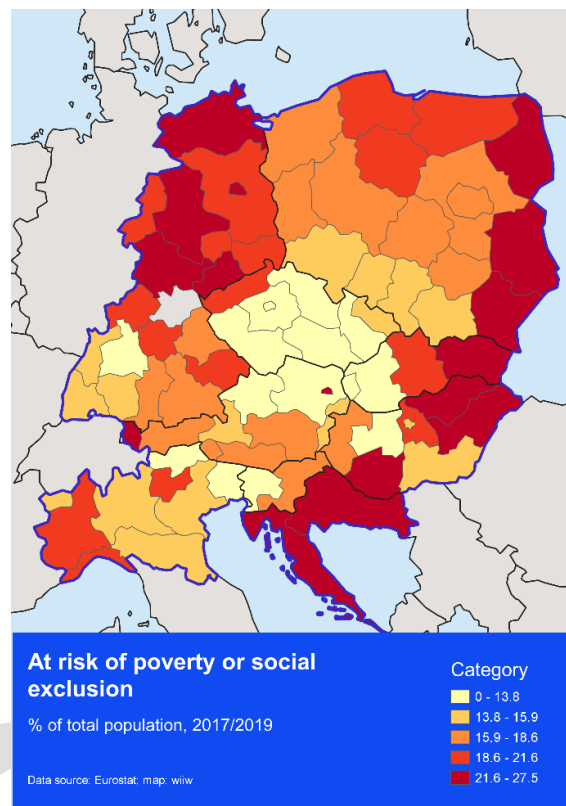 At risk of poverty or social
exclusion
% of total population, 2017/2019
Data source: Eurostat; map: wiiw
Category
0 - 13.8
13.8 - 15.9
15.9 - 18.6
18.6 - 21.6
21.6 - 27.5